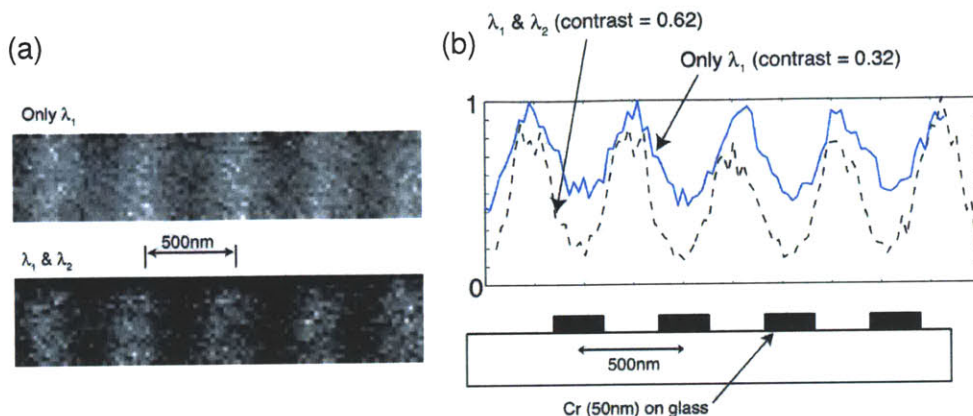 (a)
Only λ₁
500nm
λ₁ & λ₂
(b)
λ₁ & λ₂ (contrast = 0.62)
Only λ₁ (contrast = 0.32)
1
0
500nm
Cr (50nm) on glass